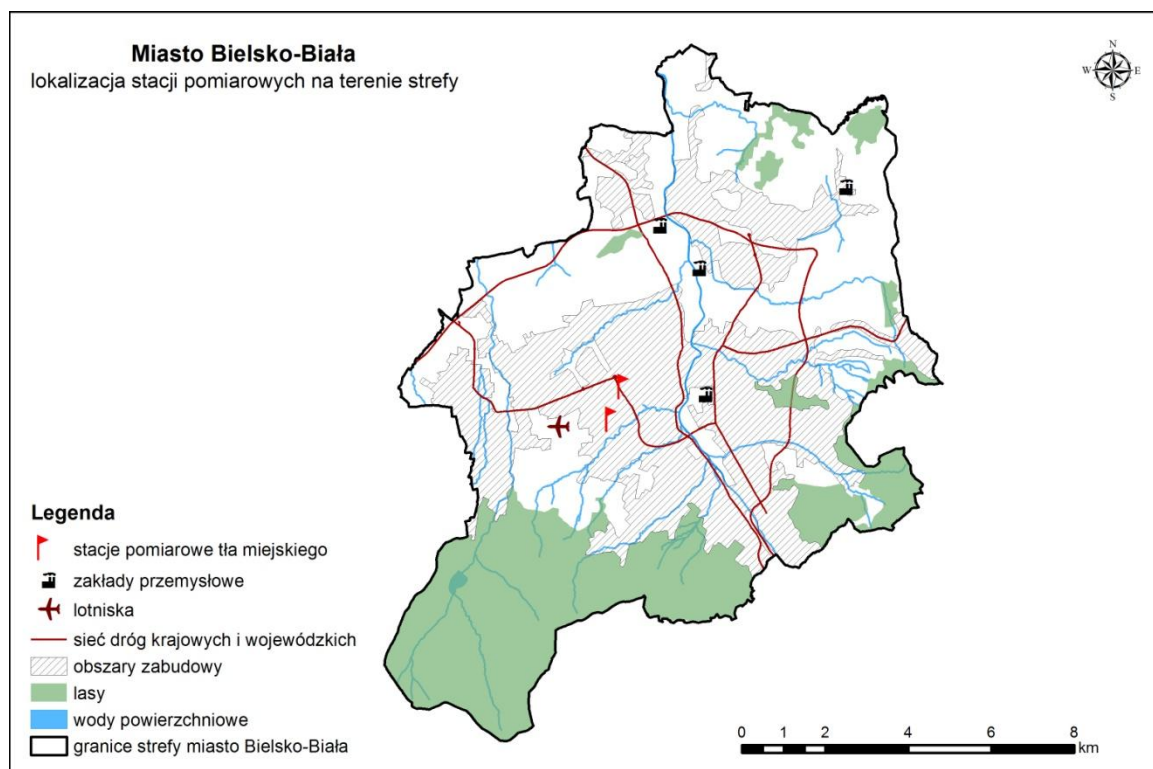 Miasto Bielsko-Biała
lokalizacja stacji pomiarowych na terenie strefy
N
W E
S
Legenda
stacje pomiarowe tła miejskiego
zakłady przemysłowe
lotniska
sieć dróg krajowych i wojewódzkich
obszary zabudowy
lasy
wody powierzchniowe
granice strefy miasto Bielsko-Biała
0 1 2 4 6 8
km